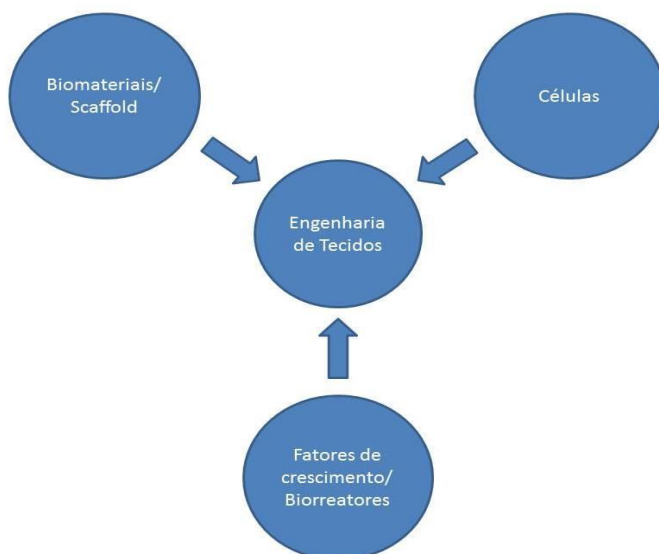 Biomateriais/
Scaffold
Células
Engenharia
de Tecidos
Fatores de
crescimento/
Biorreatores